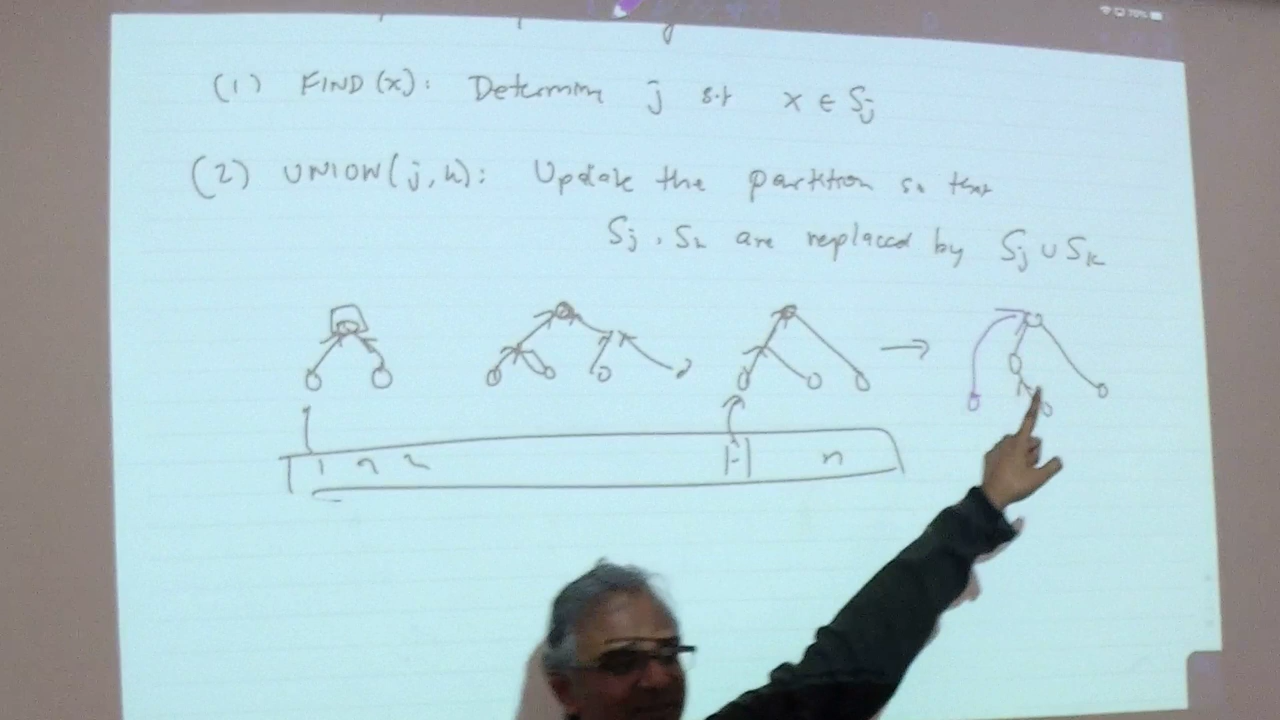 (1) FIND(x): Determine j s.t x ∈ Sj
(2) UNION(j,k): Update the partition so that
Sj, Sk are replaced by Sj ∪ Sk
1 2 n
70%